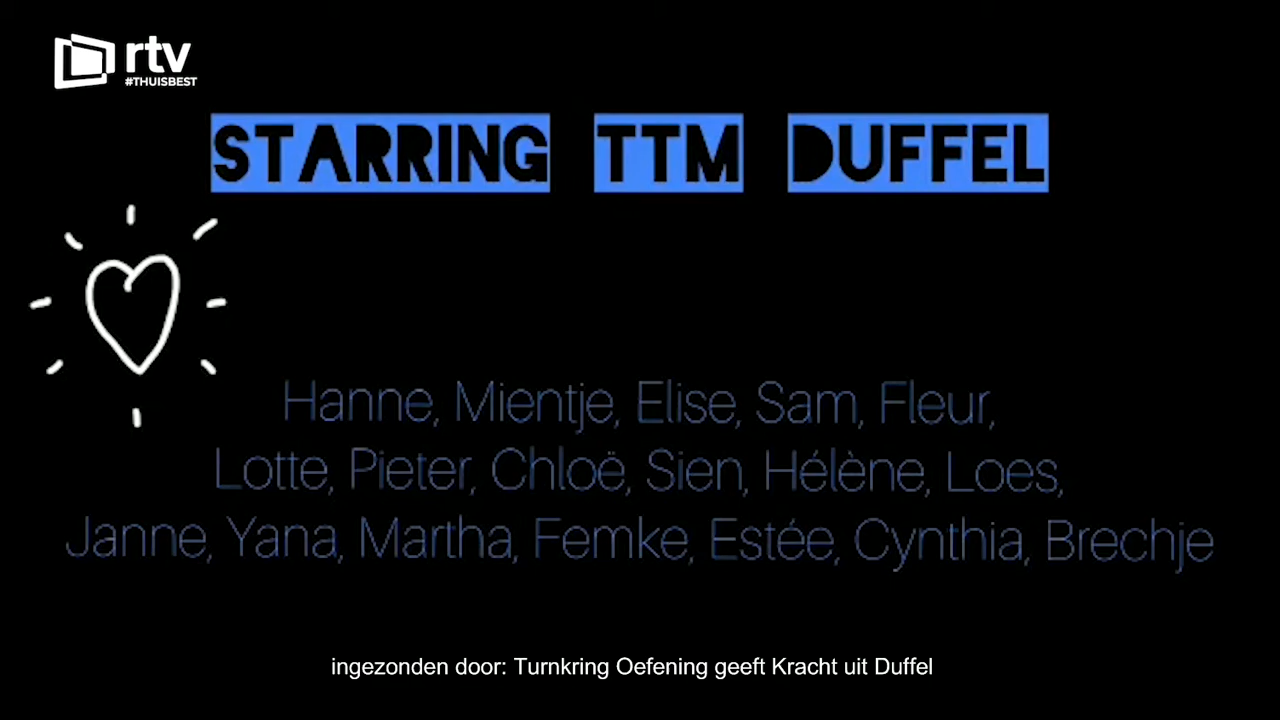 rtv
#THUISBEST
STARRING TTM DUFFEL
Hanne, Mientje, Elise, Sam, Fleur,
Lotte, Pieter, Chloë, Sien, Hélène, Loes,
Janne, Yana, Martha, Femke, Estée, Cynthia, Brechje
ingezonden door: Turnkring Oefening geeft Kracht uit Duffel